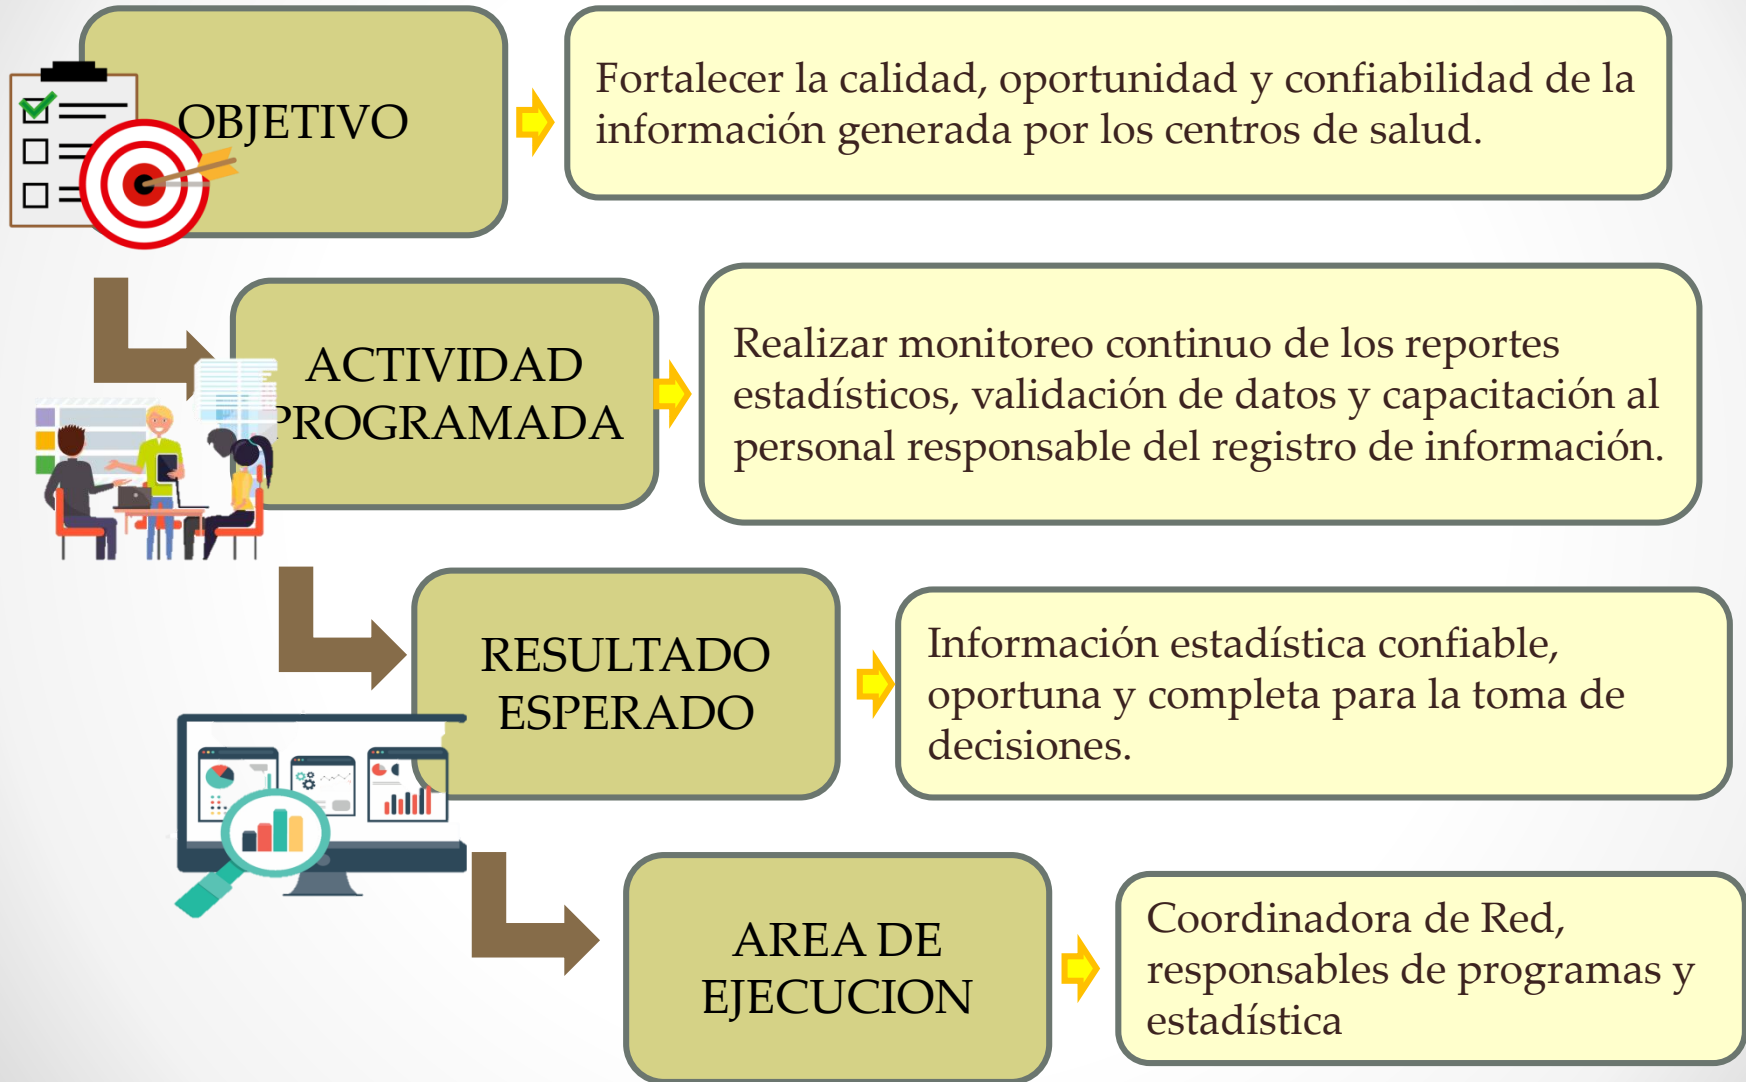 OBJETIVO
Fortalecer la calidad, oportunidad y confiabilidad de la
información generada por los centros de salud.
ACTIVIDAD
PROGRAMADA
Realizar monitoreo continuo de los reportes
estadísticos, validación de datos y capacitación al
personal responsable del registro de información.
RESULTADO
ESPERADO
Información estadística confiable,
oportuna y completa para la toma de
decisiones.
AREA DE
EJECUCION
Coordinadora de Red,
responsables de programas y
estadística